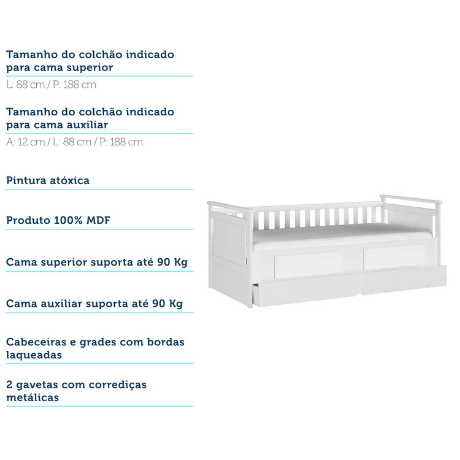 Tamanho do colchão indicado
para cama superior
L: 88 cm / P: 188 cm
Tamanho do colchão indicado
para cama auxiliar
A: 12 cm / L: 88 cm / P: 188 cm
Pintura atóxica
Produto 100% MDF
Cama superior suporta até 90 Kg
Cama auxiliar suporta até 90 Kg
Cabeceiras e grades com bordas
laqueadas
2 gavetas com corrediças
metálicas